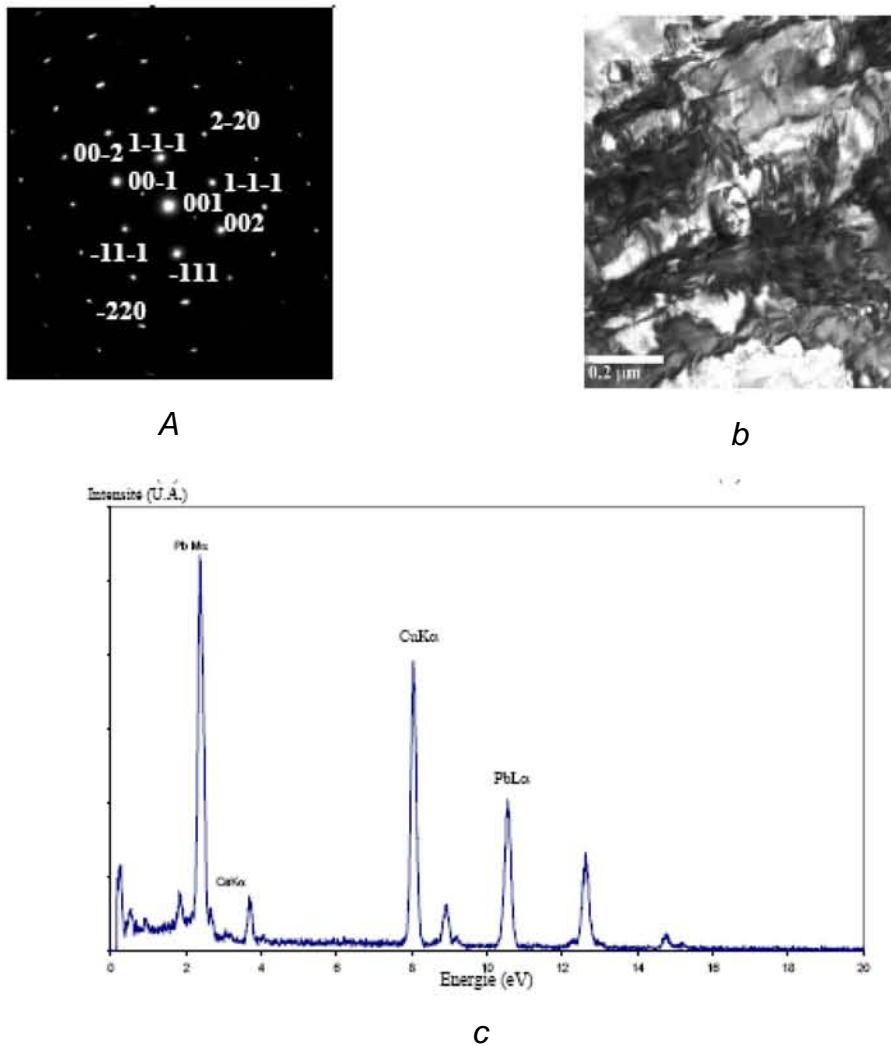 2-20
00-2 1-1-1
00-1 1-1-1
001
002
-11-1
-111
-220
0.2 µm
A
b
Intensité (U.A.)
Pb Mα
CaKα
CuKα
PbLα
0 2 4 6 8 10 12 14 16 18 20
Energie (eV)
c